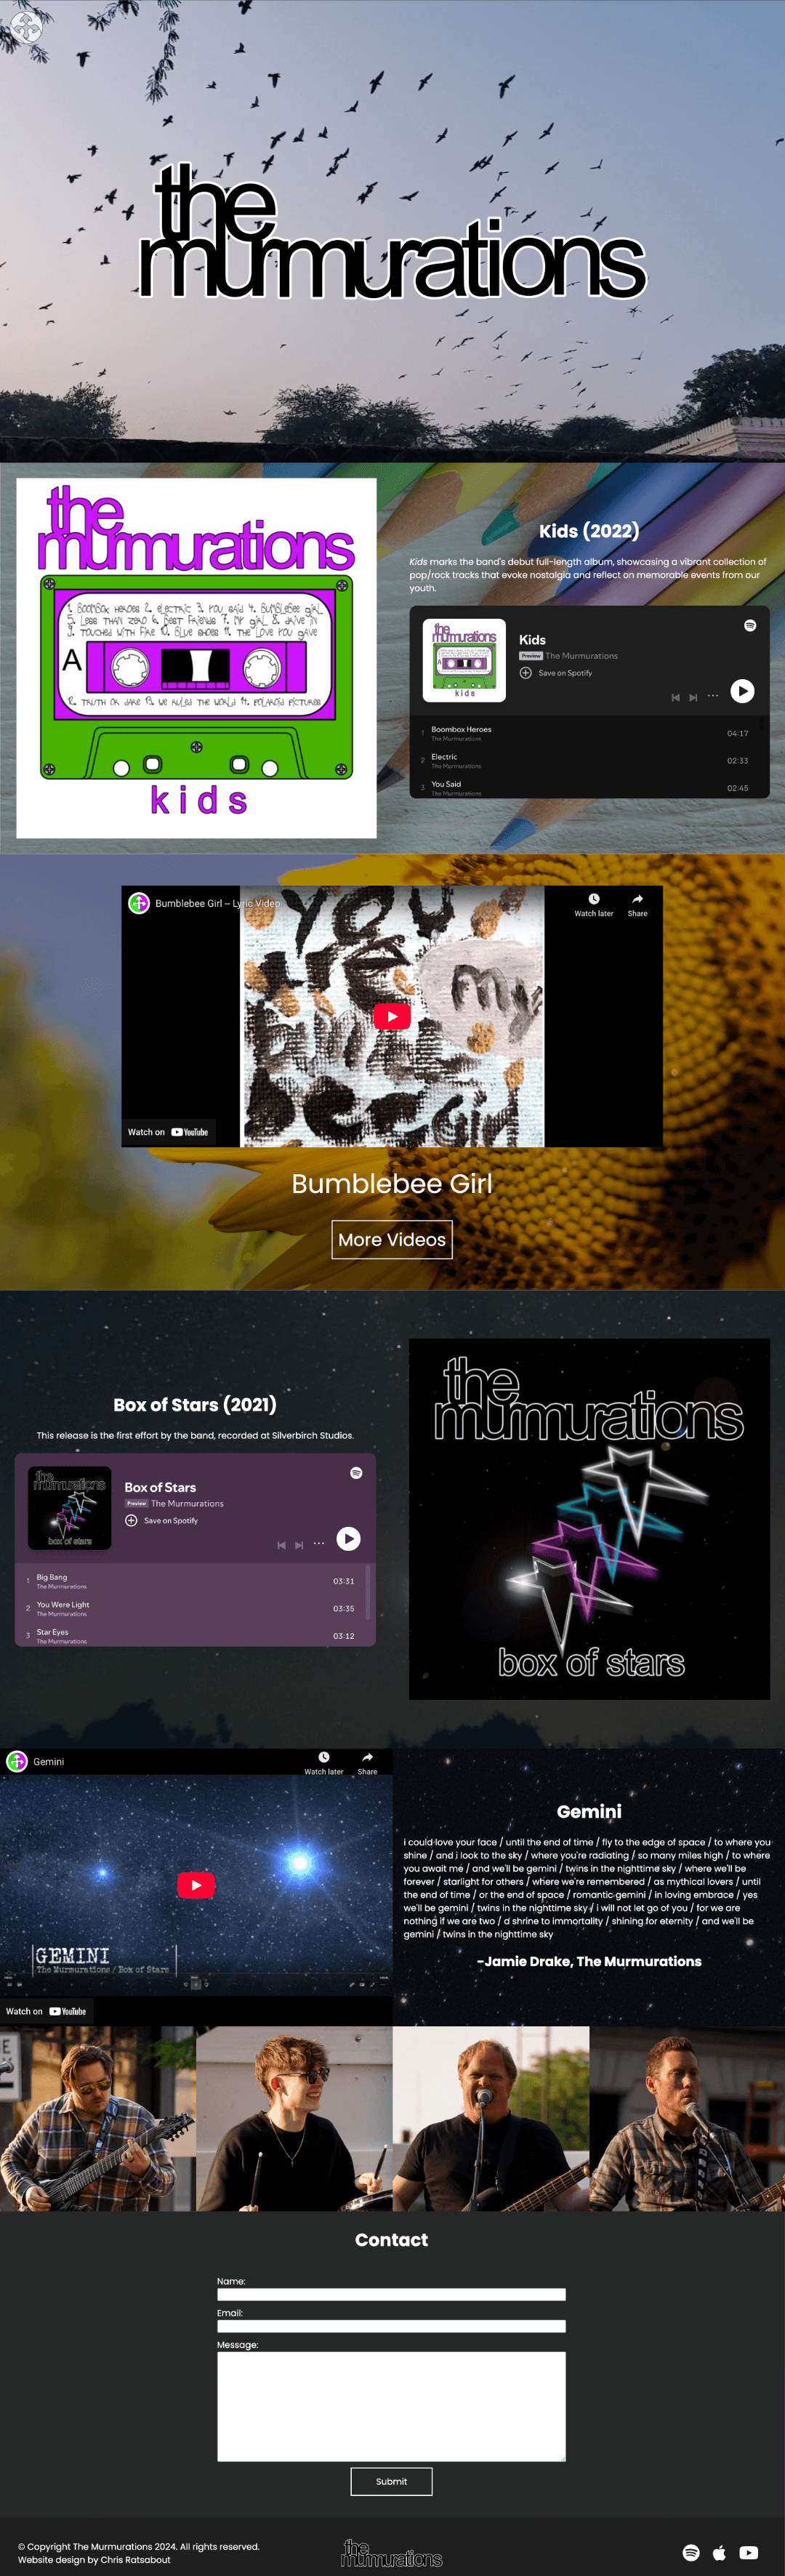 the
murmurations
the
murmurations
1. BOOMBOX HEROES 2. ELECTRIC 3. YOU SAID 4. BUMBLEBEE GIRL
5. LESS THAN ZERO 6. BEST FRIENDS 7. MY GIRL & DRIVE IN
9. TOUCHED WITH FIRE 10. BLUE SHOES 11. THE LOVE YOU GAVE
A
12. TRUTH OR DARE 13. WE RULED THE WORLD 14. POLAROID PICTURES
kids
Kids (2022)
Kids marks the band's debut full-length album, showcasing a vibrant collection of
pop/rock tracks that evoke nostalgia and reflect on memorable events from our
youth.
the
murmurations
kids
Kids
Preview The Murmurations
Save on Spotify
1 Boombox Heroes 04:17
The Murmurations
2 Electric 02:33
The Murmurations
3 You Said 02:45
The Murmurations
Bumblebee Girl – Lyric Video
Watch later Share
my
Watch on YouTube
Bumblebee Girl
More Videos
Box of Stars (2021)
This release is the first effort by the band, recorded at Silverbirch Studios.
the
murmurations
box of stars
Box of Stars
Preview The Murmurations
Save on Spotify
1 Big Bang 03:31
The Murmurations
2 You Were Light 03:35
The Murmurations
3 Star Eyes 03:12
The Murmurations
the
murmurations
box of stars
Gemini
Watch later Share
GEMINI
The Murmurations / Box of Stars
Watch on YouTube
Gemini
i could love your face / until the end of time / fly to the edge of space / to where you
shine / and i look to the sky / where you're radiating / so many miles high / to where
you await me / and we'll be gemini / twins in the nighttime sky / where we'll be
forever / starlight for others / where we're remembered / as mythical lovers / until
the end of time / or the end of space / romantic gemini / in loving embrace / yes
we'll be gemini / twins in the nighttime sky / i will not let go of you / for we are
nothing if we are two / a shrine to immortality / shining for eternity / and we'll be
gemini / twins in the nighttime sky
-Jamie Drake, The Murmurations
Contact
Name:
Email:
Message:
Submit
© Copyright The Murmurations 2024. All rights reserved.
Website design by Chris Ratsabout
the
murmurations